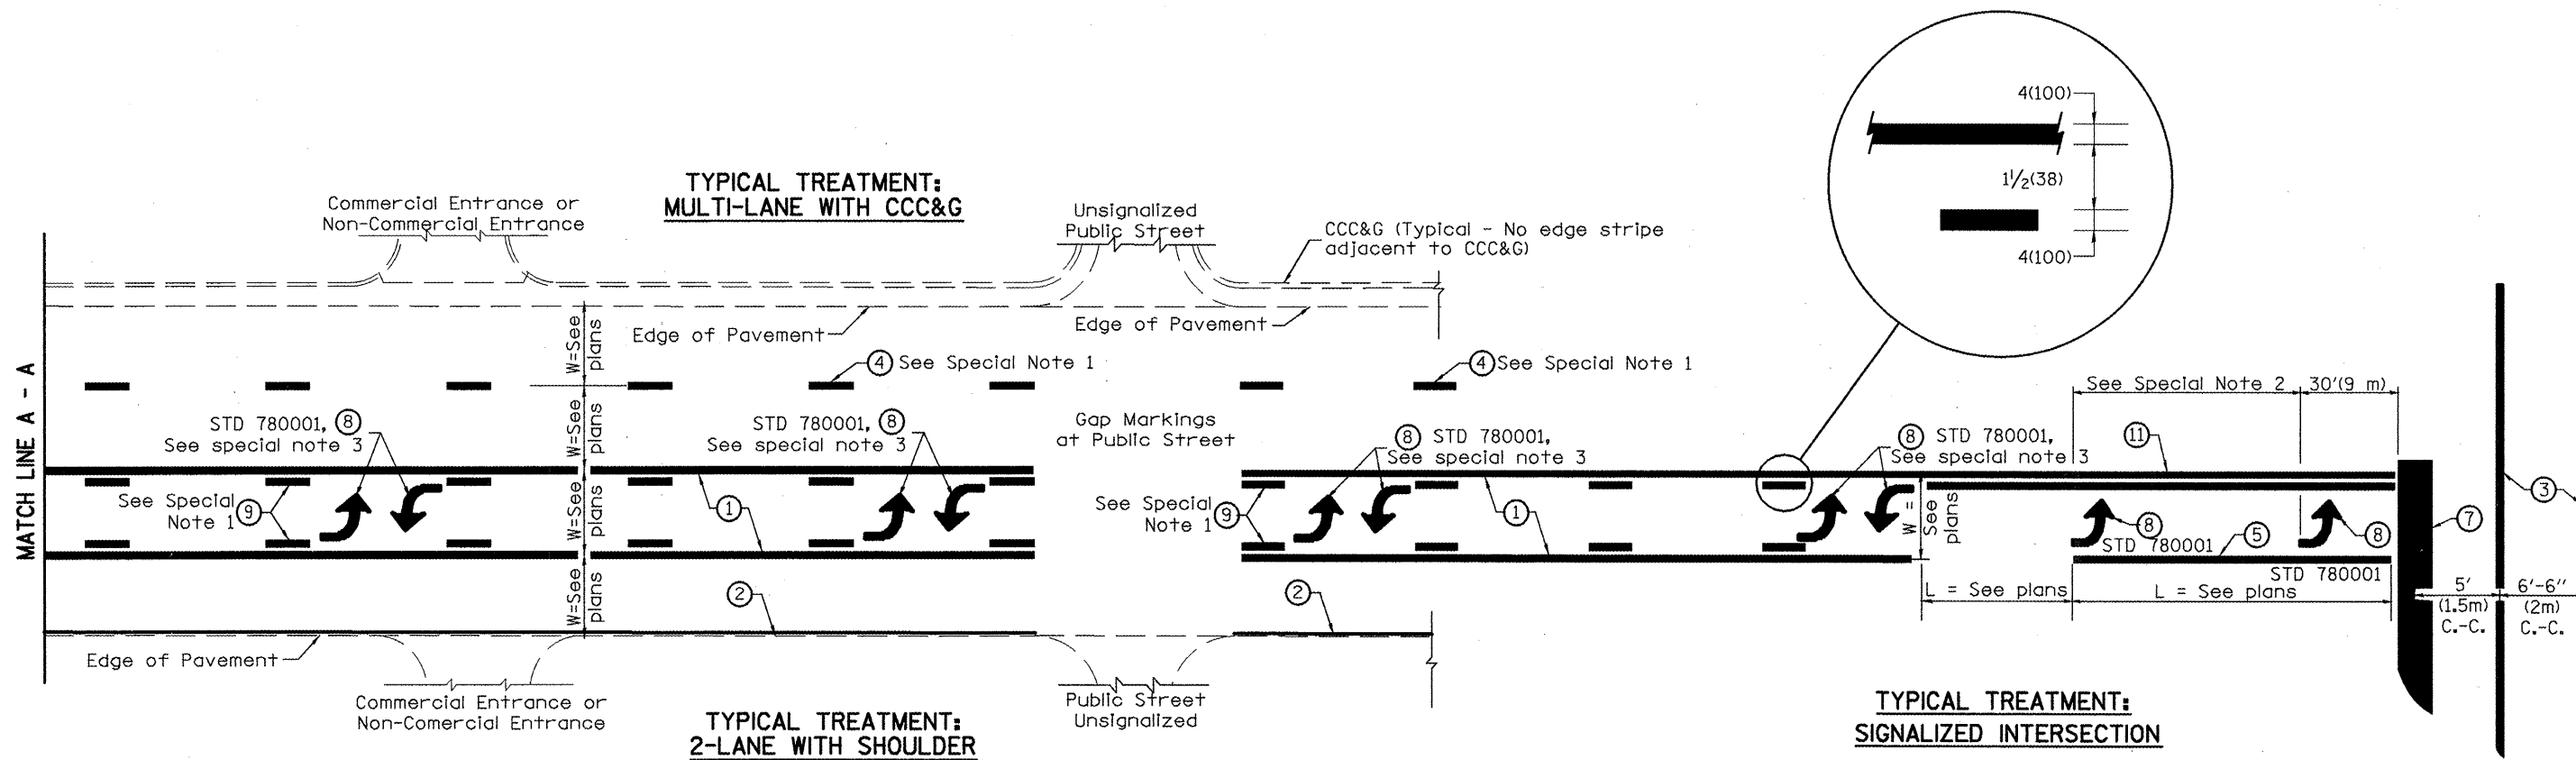 MATCH LINE A - A
TYPICAL TREATMENT:
MULTI-LANE WITH CCC&G
Commercial Entrance or
Non-Commercial Entrance
Unsignalized
Public Street
CCC&G (Typical - No edge stripe
adjacent to CCC&G)
4(100)
1 1/2(38)
4(100)
Edge of Pavement
Edge of Pavement
W=See
plans
4 See Special Note 1
4 See Special Note 1
W=See
plans
STD 780001, 8
See special note 3
STD 780001, 8
See special note 3
Gap Markings
at Public Street
8 STD 780001,
See special note 3
8 STD 780001,
See special note 3
See Special Note 2
30'(9 m)
11
See Special
Note 1 9
W=See
plans
1
See Special
Note 1 9
1
W =
See
plans
8
STD 780001
5
8
STD 780001
7
3
W=See
plans
2
2
L = See plans
L = See plans
5'
(1.5m)
C.-C.
6'-6"
(2m)
C.-C.
Edge of Pavement
Commercial Entrance or
Non-Comercial Entrance
Public Street
Unsignalized
TYPICAL TREATMENT:
2-LANE WITH SHOULDER
TYPICAL TREATMENT:
SIGNALIZED INTERSECTION